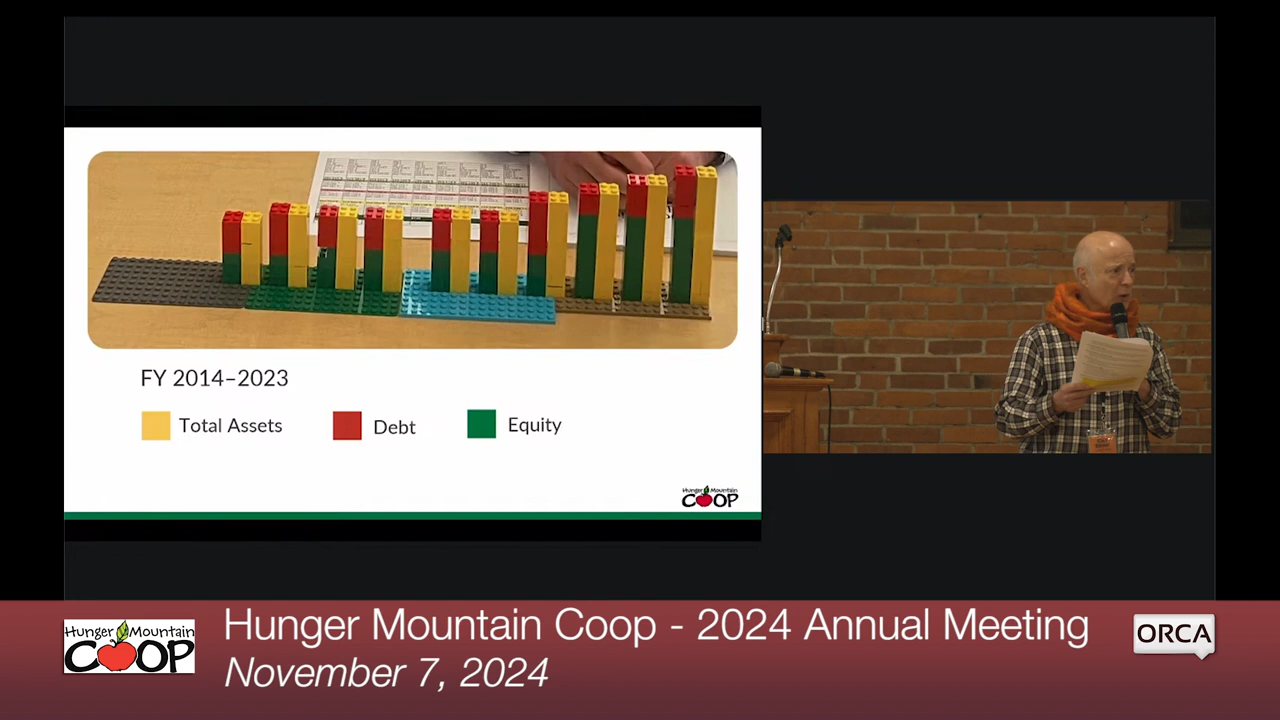 FY 2014–2023
Total Assets
Debt
Equity
Hunger Mountain
COOP
Hunger Mountain
COOP
Hunger Mountain Coop - 2024 Annual Meeting
November 7, 2024
ORCA